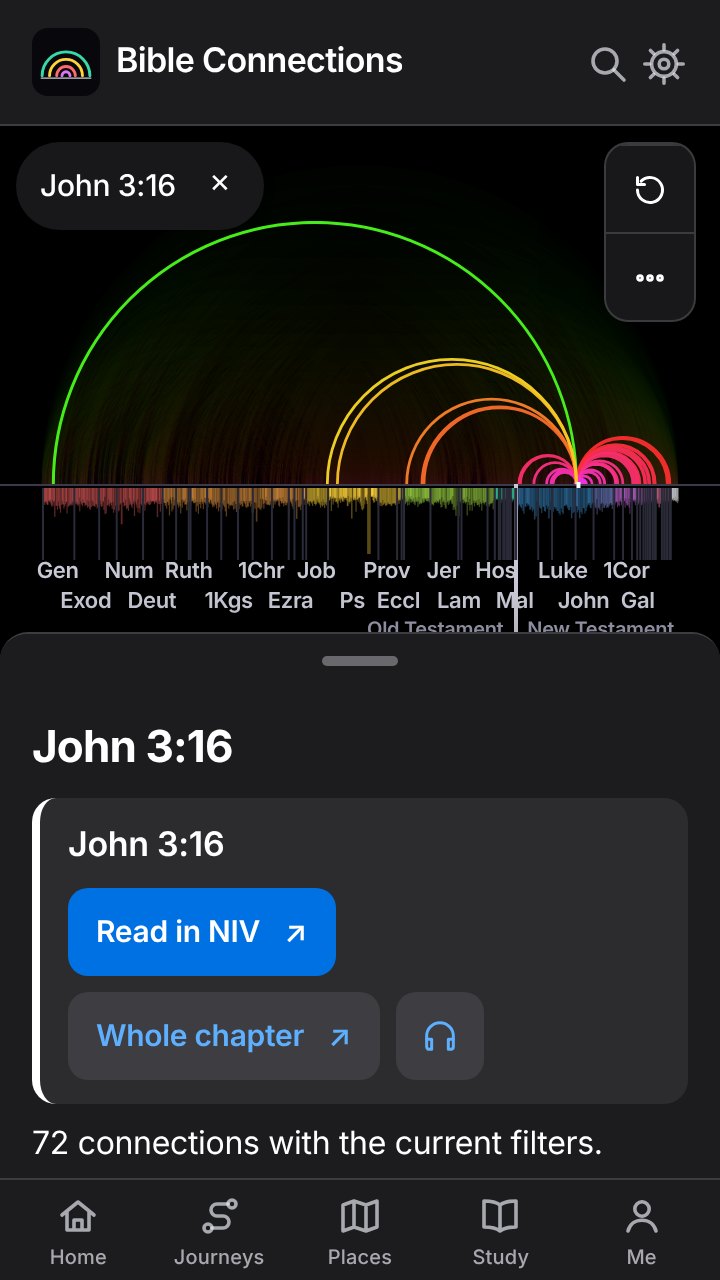 Bible Connections
John 3:16
Gen Num Ruth 1Chr Job Prov Jer Hos Luke 1Cor
Exod Deut 1Kgs Ezra Ps Eccl Lam Mal John Gal
Old Testament New Testament
John 3:16
John 3:16
Read in NIV
Whole chapter
72 connections with the current filters.
Home Journeys Places Study Me